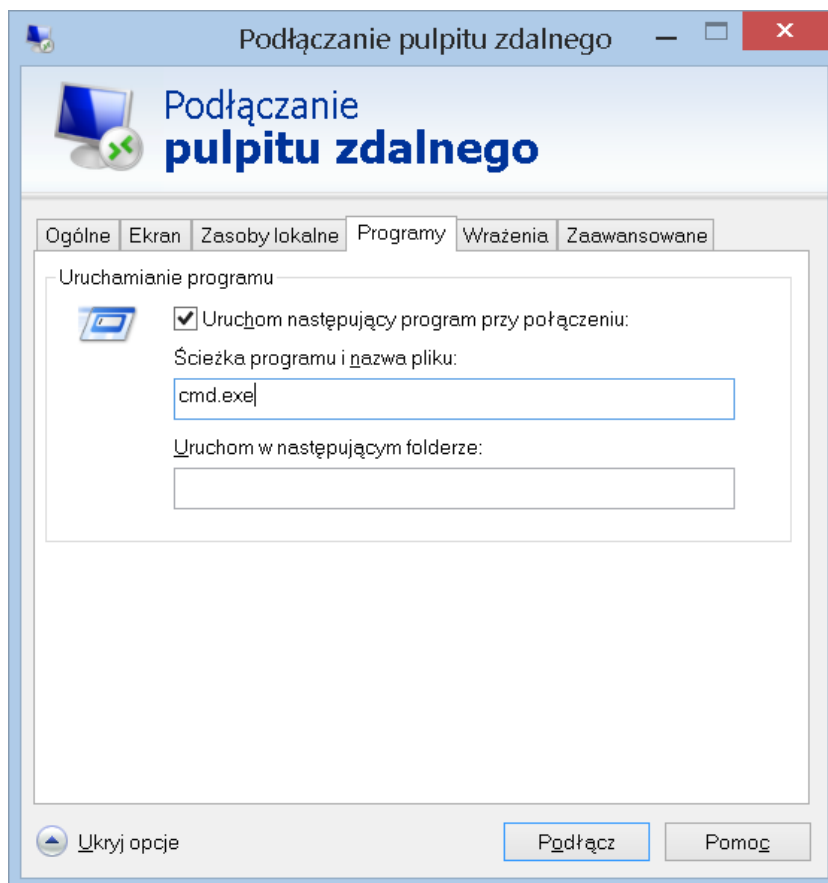 Podłączanie pulpitu zdalnego
Podłączanie
pulpitu zdalnego
Ogólne Ekran Zasoby lokalne Programy Wrażenia Zaawansowane
Uruchamianie programu
Uruchom następujący program przy połączeniu:
Ścieżka programu i nazwa pliku:
cmd.exe
Uruchom w następującym folderze:
Ukryj opcje Podłącz Pomoc